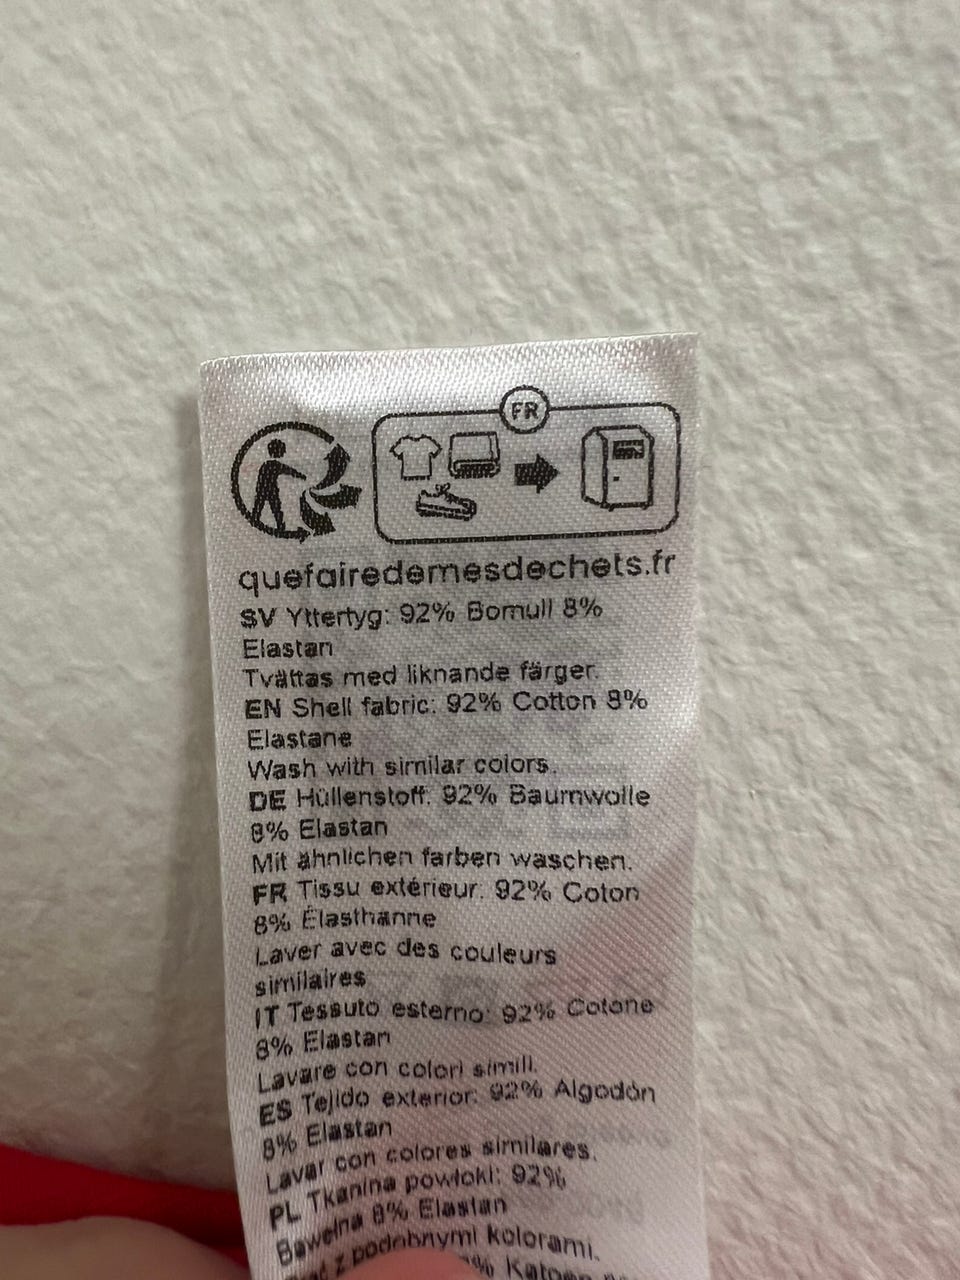 FR
quefairedemesdechets.fr
SV Yttertyg: 92% Bomull 8%
Elastan
Tvättas med liknande färger.
EN Shell fabric: 92% Cotton 8%
Elastane
Wash with similar colors.
DE Hüllenstoff: 92% Baumwolle
8% Elastan
Mit ähnlichen farben waschen.
FR Tissu extérieur: 92% Coton
8% Élasthanne
Laver avec des couleurs
similaires
IT Tessuto esterno: 92% Cotone
8% Elastan
Lavare con colori simili.
ES Tejido exterior: 92% Algodón
8% Elastan
Lavar con colores similares.
PL Tkanina powłoki: 92%
Bawełna 8% Elastan
z podobnymi kolorami.
% Katoen